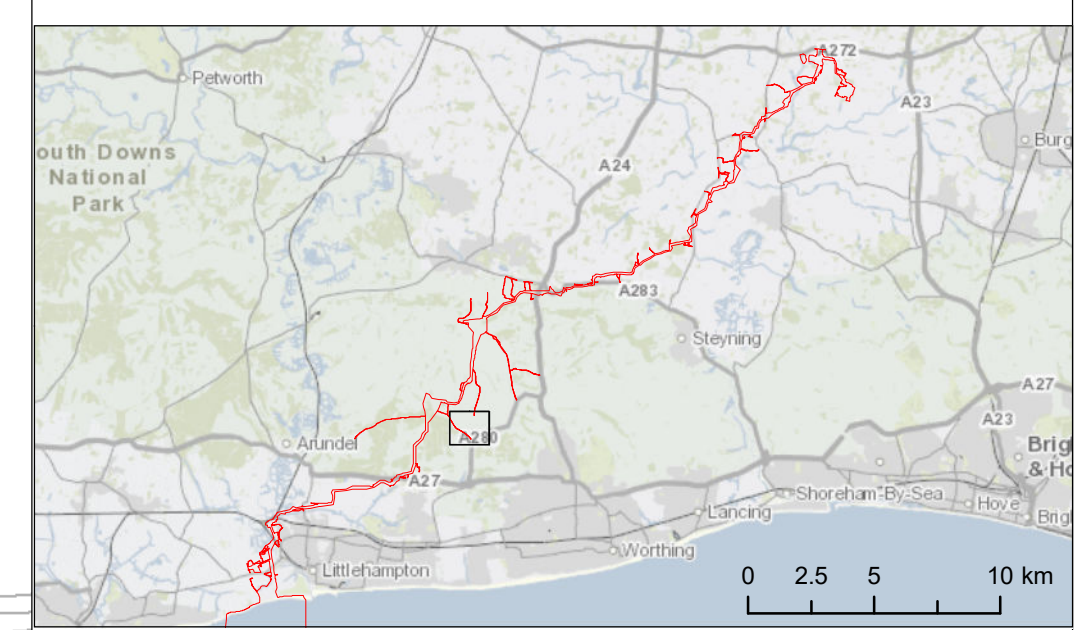 A272
Petworth
A23
Burg
outh Downs
National
Park
A24
A283
Steyning
A27
A23
A280
Arundel
Brig
& Ho
A27
Shoreham-By-Sea
Hove
Lancing
Brig
Worthing
Littlehampton
0 2.5 5 10 km